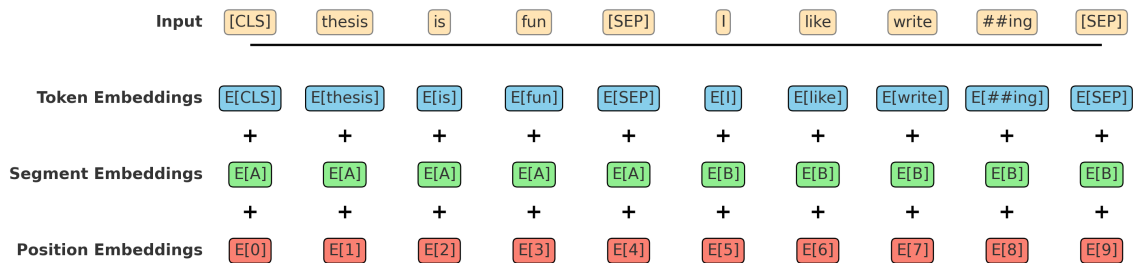 Input [CLS] thesis is fun [SEP] I like write ##ing [SEP]
Token Embeddings E[CLS] E[thesis] E[is] E[fun] E[SEP] E[I] E[like] E[write] E[##ing] E[SEP]
+ + + + + + + + + +
Segment Embeddings E[A] E[A] E[A] E[A] E[A] E[B] E[B] E[B] E[B] E[B]
+ + + + + + + + + +
Position Embeddings E[0] E[1] E[2] E[3] E[4] E[5] E[6] E[7] E[8] E[9]